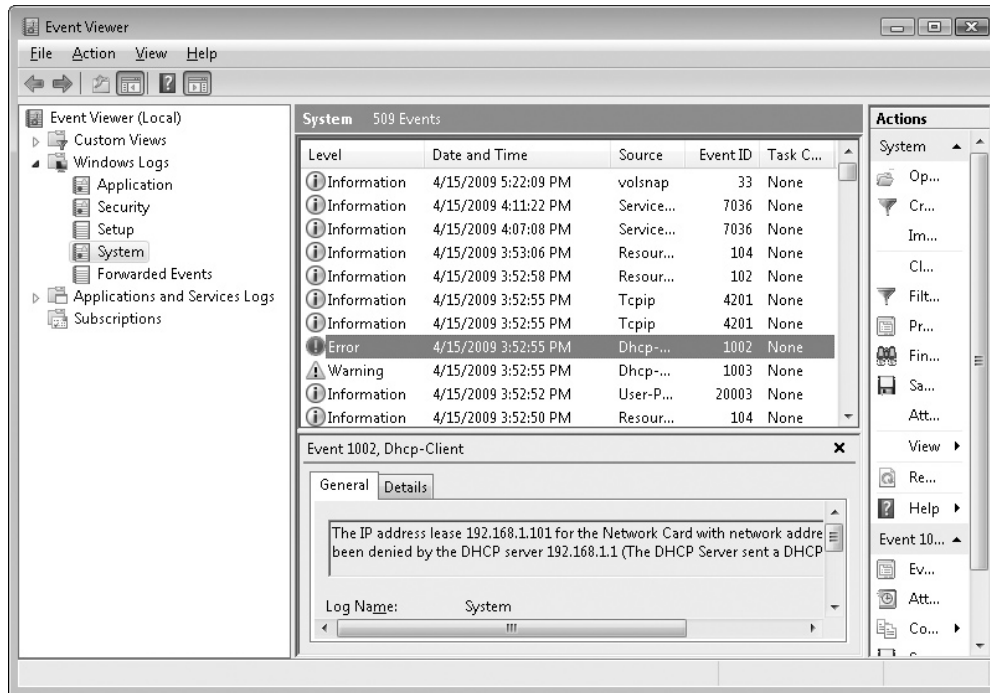 Event Viewer
File Action View Help
Event Viewer (Local)
Custom Views
Windows Logs
Application
Security
Setup
System
Forwarded Events
Applications and Services Logs
Subscriptions
System 509 Events
Level Date and Time Source Event ID Task C...
Information 4/15/2009 5:22:09 PM volsnap 33 None
Information 4/15/2009 4:11:22 PM Service... 7036 None
Information 4/15/2009 4:07:08 PM Service... 7036 None
Information 4/15/2009 3:53:06 PM Resour... 104 None
Information 4/15/2009 3:52:58 PM Resour... 102 None
Information 4/15/2009 3:52:55 PM Tcpip 4201 None
Information 4/15/2009 3:52:55 PM Tcpip 4201 None
Error 4/15/2009 3:52:55 PM Dhcp-... 1002 None
Warning 4/15/2009 3:52:55 PM Dhcp-... 1003 None
Information 4/15/2009 3:52:52 PM User-P... 20003 None
Information 4/15/2009 3:52:50 PM Resour... 104 None
Event 1002, Dhcp-Client
General Details
The IP address lease 192.168.1.101 for the Network Card with network addre
been denied by the DHCP server 192.168.1.1 (The DHCP Server sent a DHCP
Log Name: System
Actions
System
Op...
Cr...
Im...
Cl...
Filt...
Pr...
Fin...
Sa...
Att...
View
Re...
Help
Event 10...
Ev...
Att...
Co...